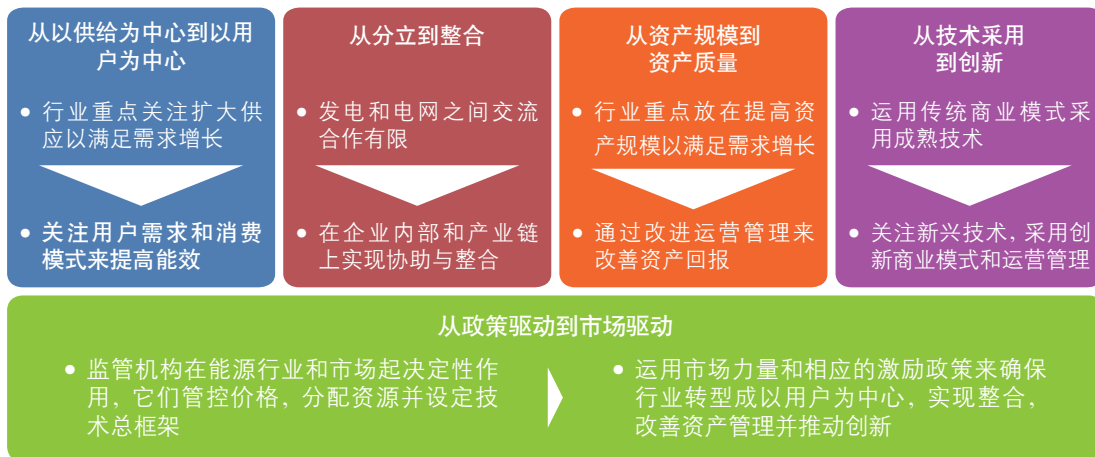 从以供给为中心到以用
户为中心
● 行业重点关注扩大供
应以满足需求增长
● 关注用户需求和消费
模式来提高能效
从分立到整合
● 发电和电网之间交流
合作有限
● 在企业内部和产业链
上实现协助与整合
从资产规模到
资产质量
● 行业重点放在提高资
产规模以满足需求增长
● 通过改进运营管理来
改善资产回报
从技术采用
到创新
● 运用传统商业模式采
用成熟技术
● 关注新兴技术，采用创
新商业模式和运营管理
从政策驱动到市场驱动
● 监管机构在能源行业和市场起决定性作
用，它们管控价格，分配资源并设定技
术总框架
● 运用市场力量和相应的激励政策来确保
行业转型成以用户为中心，实现整合，
改善资产管理并推动创新